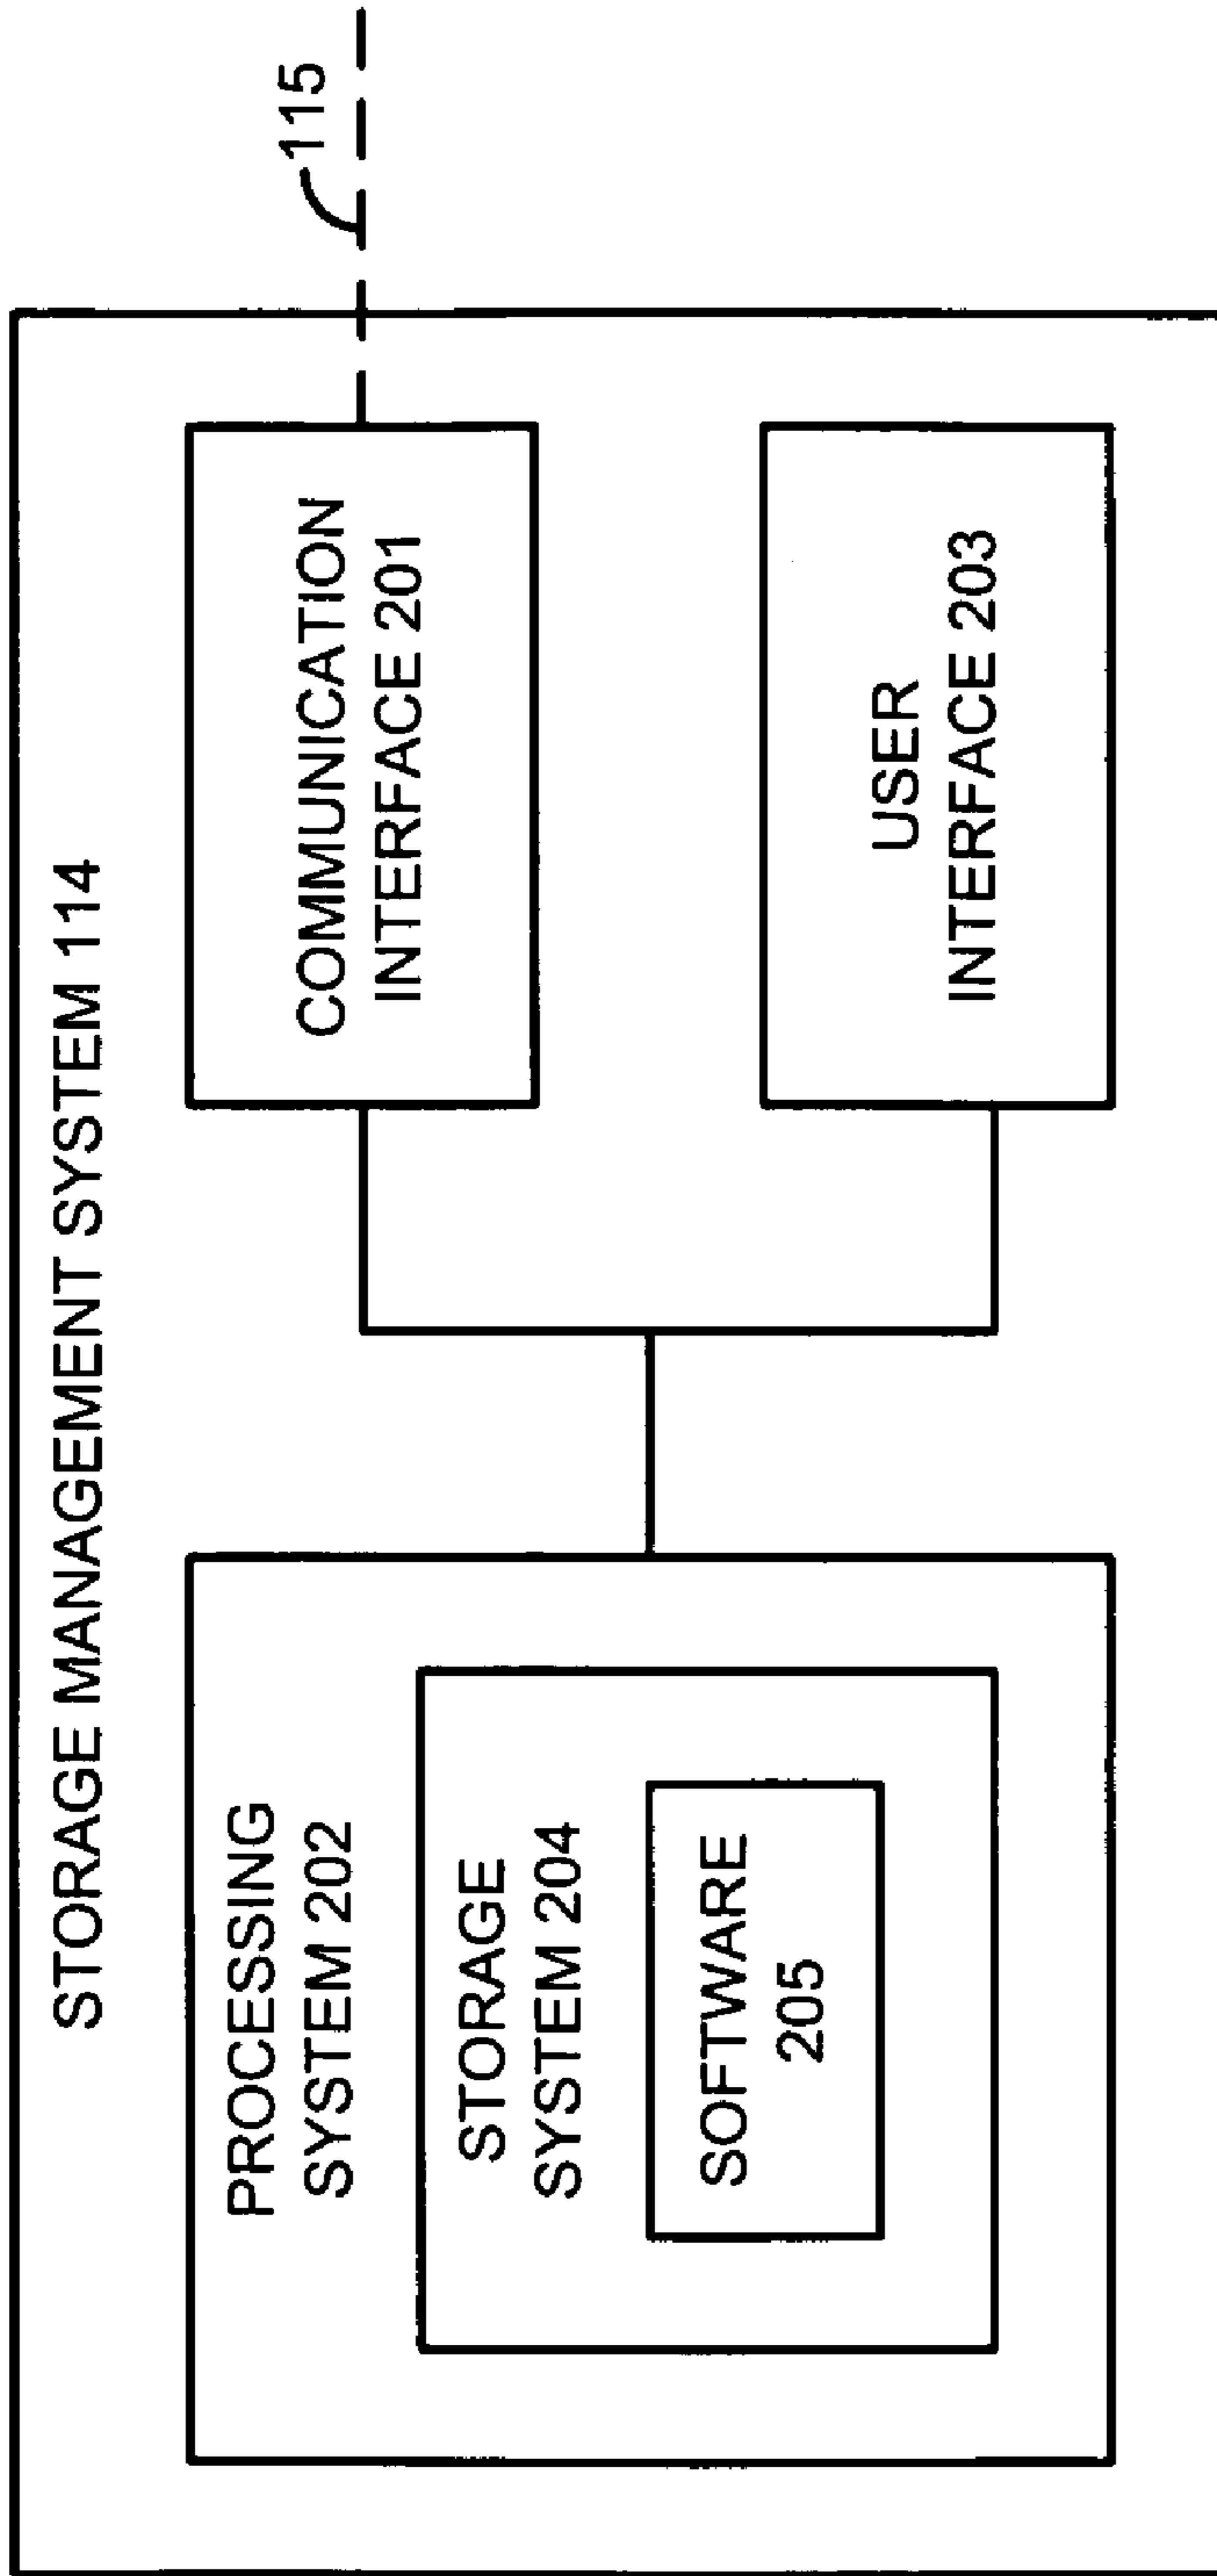 STORAGE MANAGEMENT SYSTEM 114
PROCESSING
SYSTEM 202
STORAGE
SYSTEM 204
SOFTWARE
205
COMMUNICATION
INTERFACE 201
USER
INTERFACE 203
115